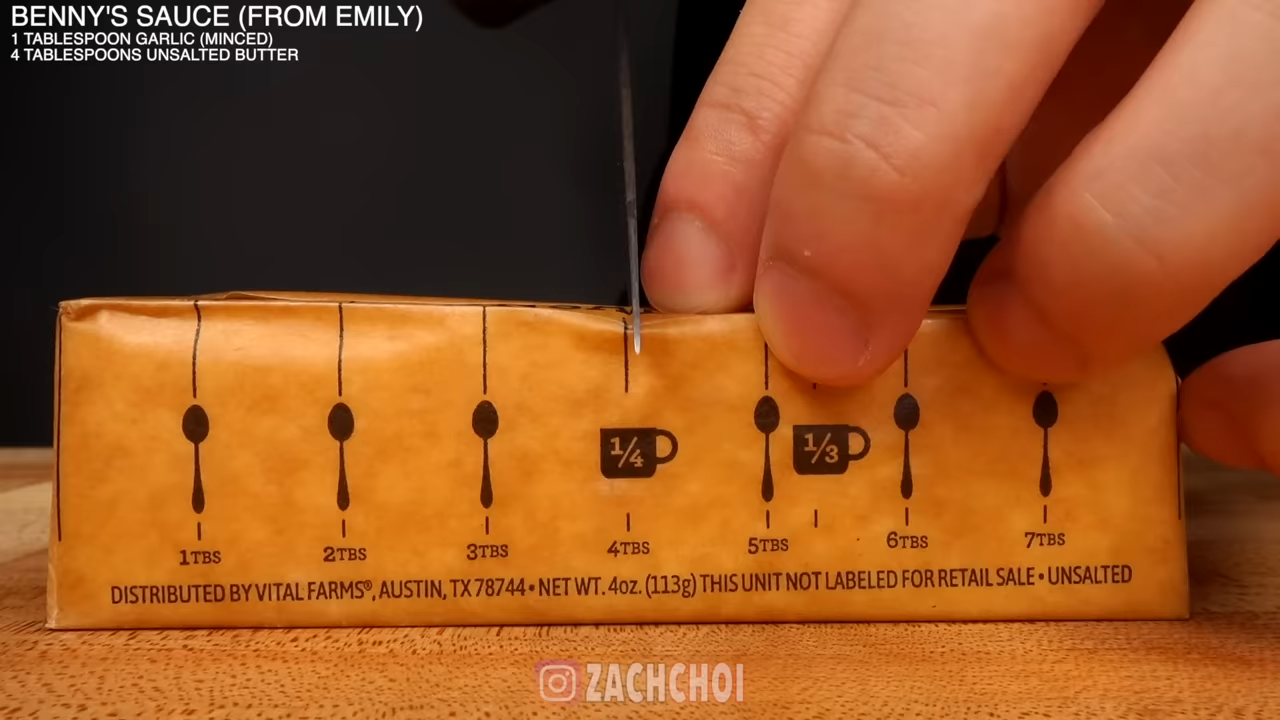 BENNY'S SAUCE (FROM EMILY)
1 TABLESPOON GARLIC (MINCED)
4 TABLESPOONS UNSALTED BUTTER
1/4 1/3
1TBS 2TBS 3TBS 4TBS 5TBS 6TBS 7TBS
DISTRIBUTED BY VITAL FARMS®, AUSTIN, TX 78744 • NET WT. 4oz. (113g) THIS UNIT NOT LABELED FOR RETAIL SALE • UNSALTED
ZACHCHOI